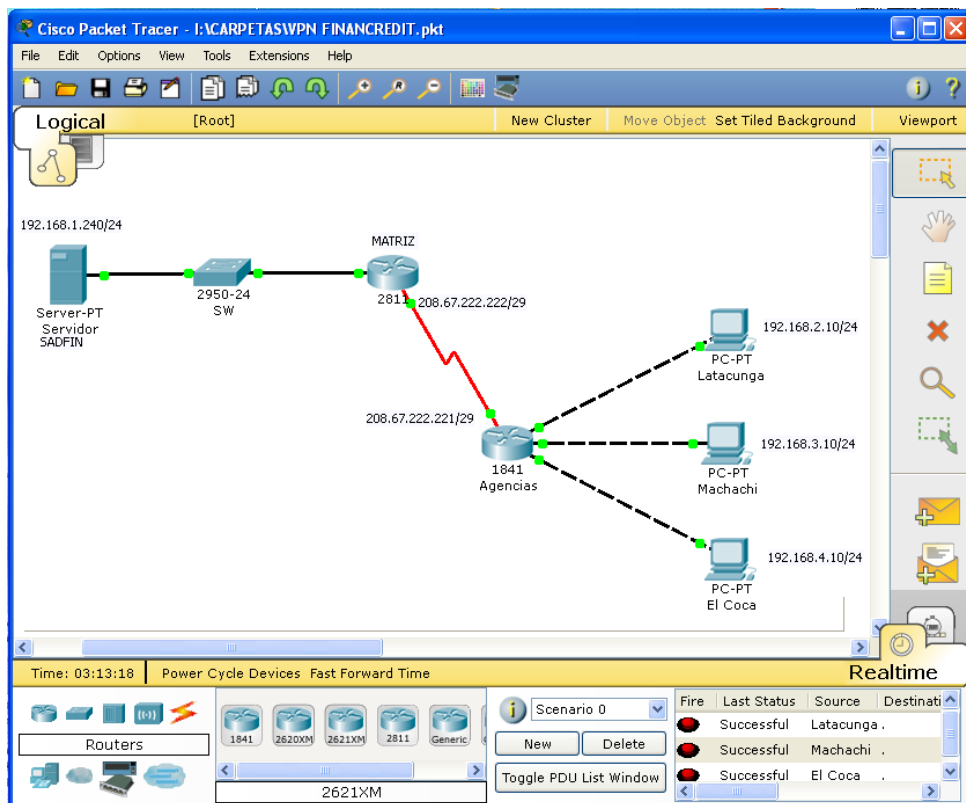 Cisco Packet Tracer - I:\CARPETAS\VPN FINANCREDIT.pkt
File Edit Options View Tools Extensions Help
Logical [Root] New Cluster Move Object Set Tiled Background Viewport
192.168.1.240/24
MATRIZ
2950-24
SW
2811
208.67.222.222/29
Server-PT
Servidor
SADFIN
192.168.2.10/24
PC-PT
Latacunga
208.67.222.221/29
192.168.3.10/24
1841
Agencias
PC-PT
Machachi
192.168.4.10/24
PC-PT
El Coca
Time: 03:13:18 Power Cycle Devices Fast Forward Time Realtime
Routers
1841 2620XM 2621XM 2811 Generic
2621XM
Scenario 0
New Delete
Toggle PDU List Window
Fire Last Status Source Destinati
Successful Latacunga .
Successful Machachi .
Successful El Coca .